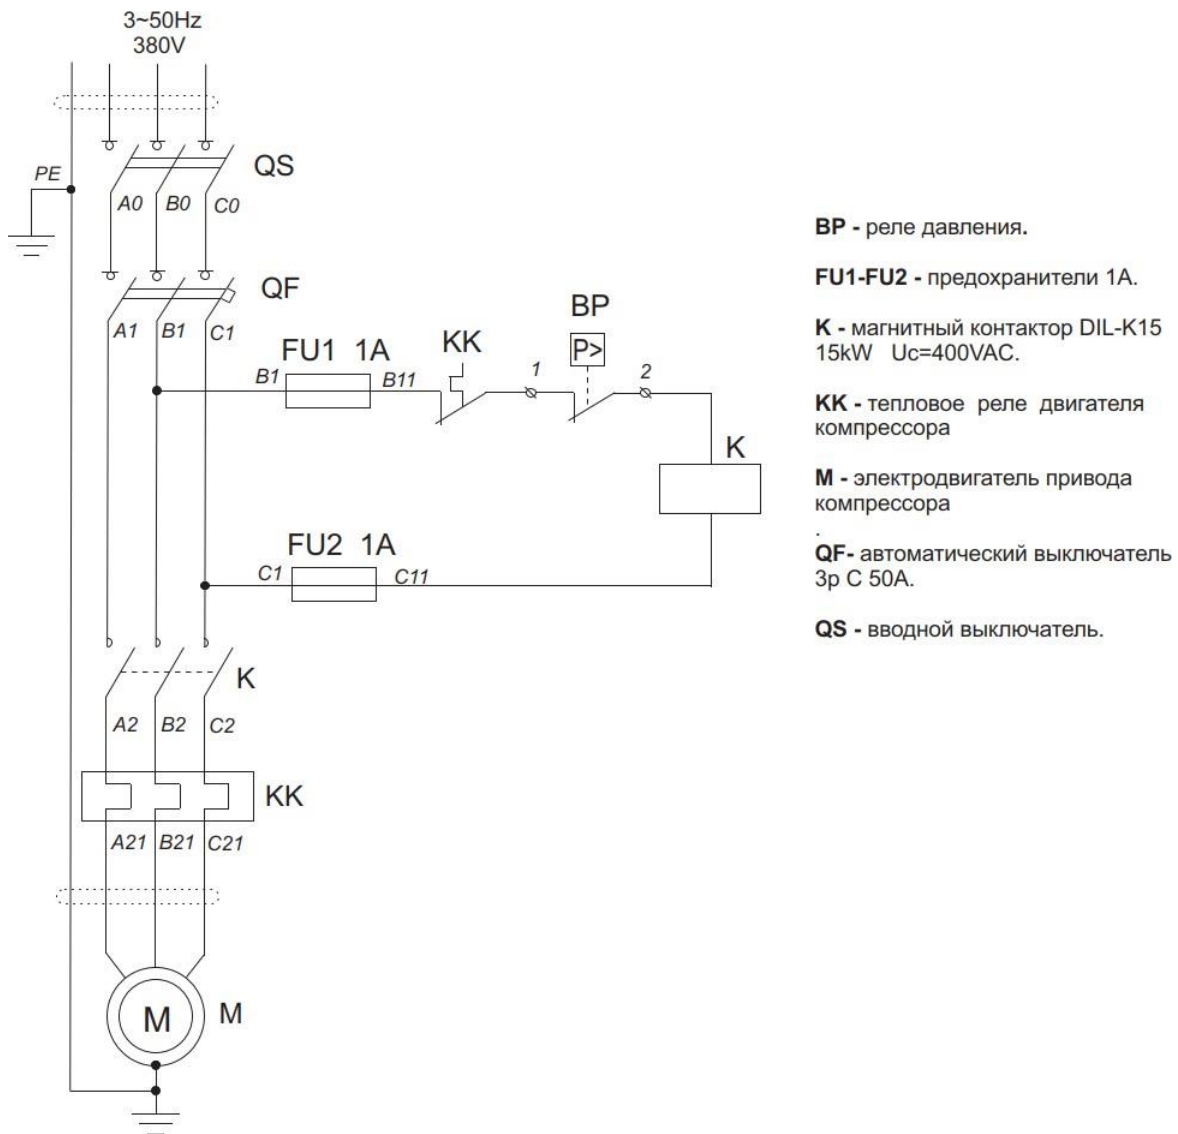 3~50Hz
380V
QS
PE
A0
B0
C0
QF
A1
B1
C1
FU1 1A
B1
B11
KK
BP
P>
1
2
K
FU2 1A
C1
C11
K
A2
B2
C2
KK
A21
B21
C21
M
M
BP - реле давления.
FU1-FU2 - предохранители 1А.
К - магнитный контактор DIL-K15
15kW Uc=400VAC.
КК - тепловое реле двигателя
компрессора
М - электродвигатель привода
компрессора
.
QF- автоматический выключатель
3p C 50A.
QS - вводной выключатель.